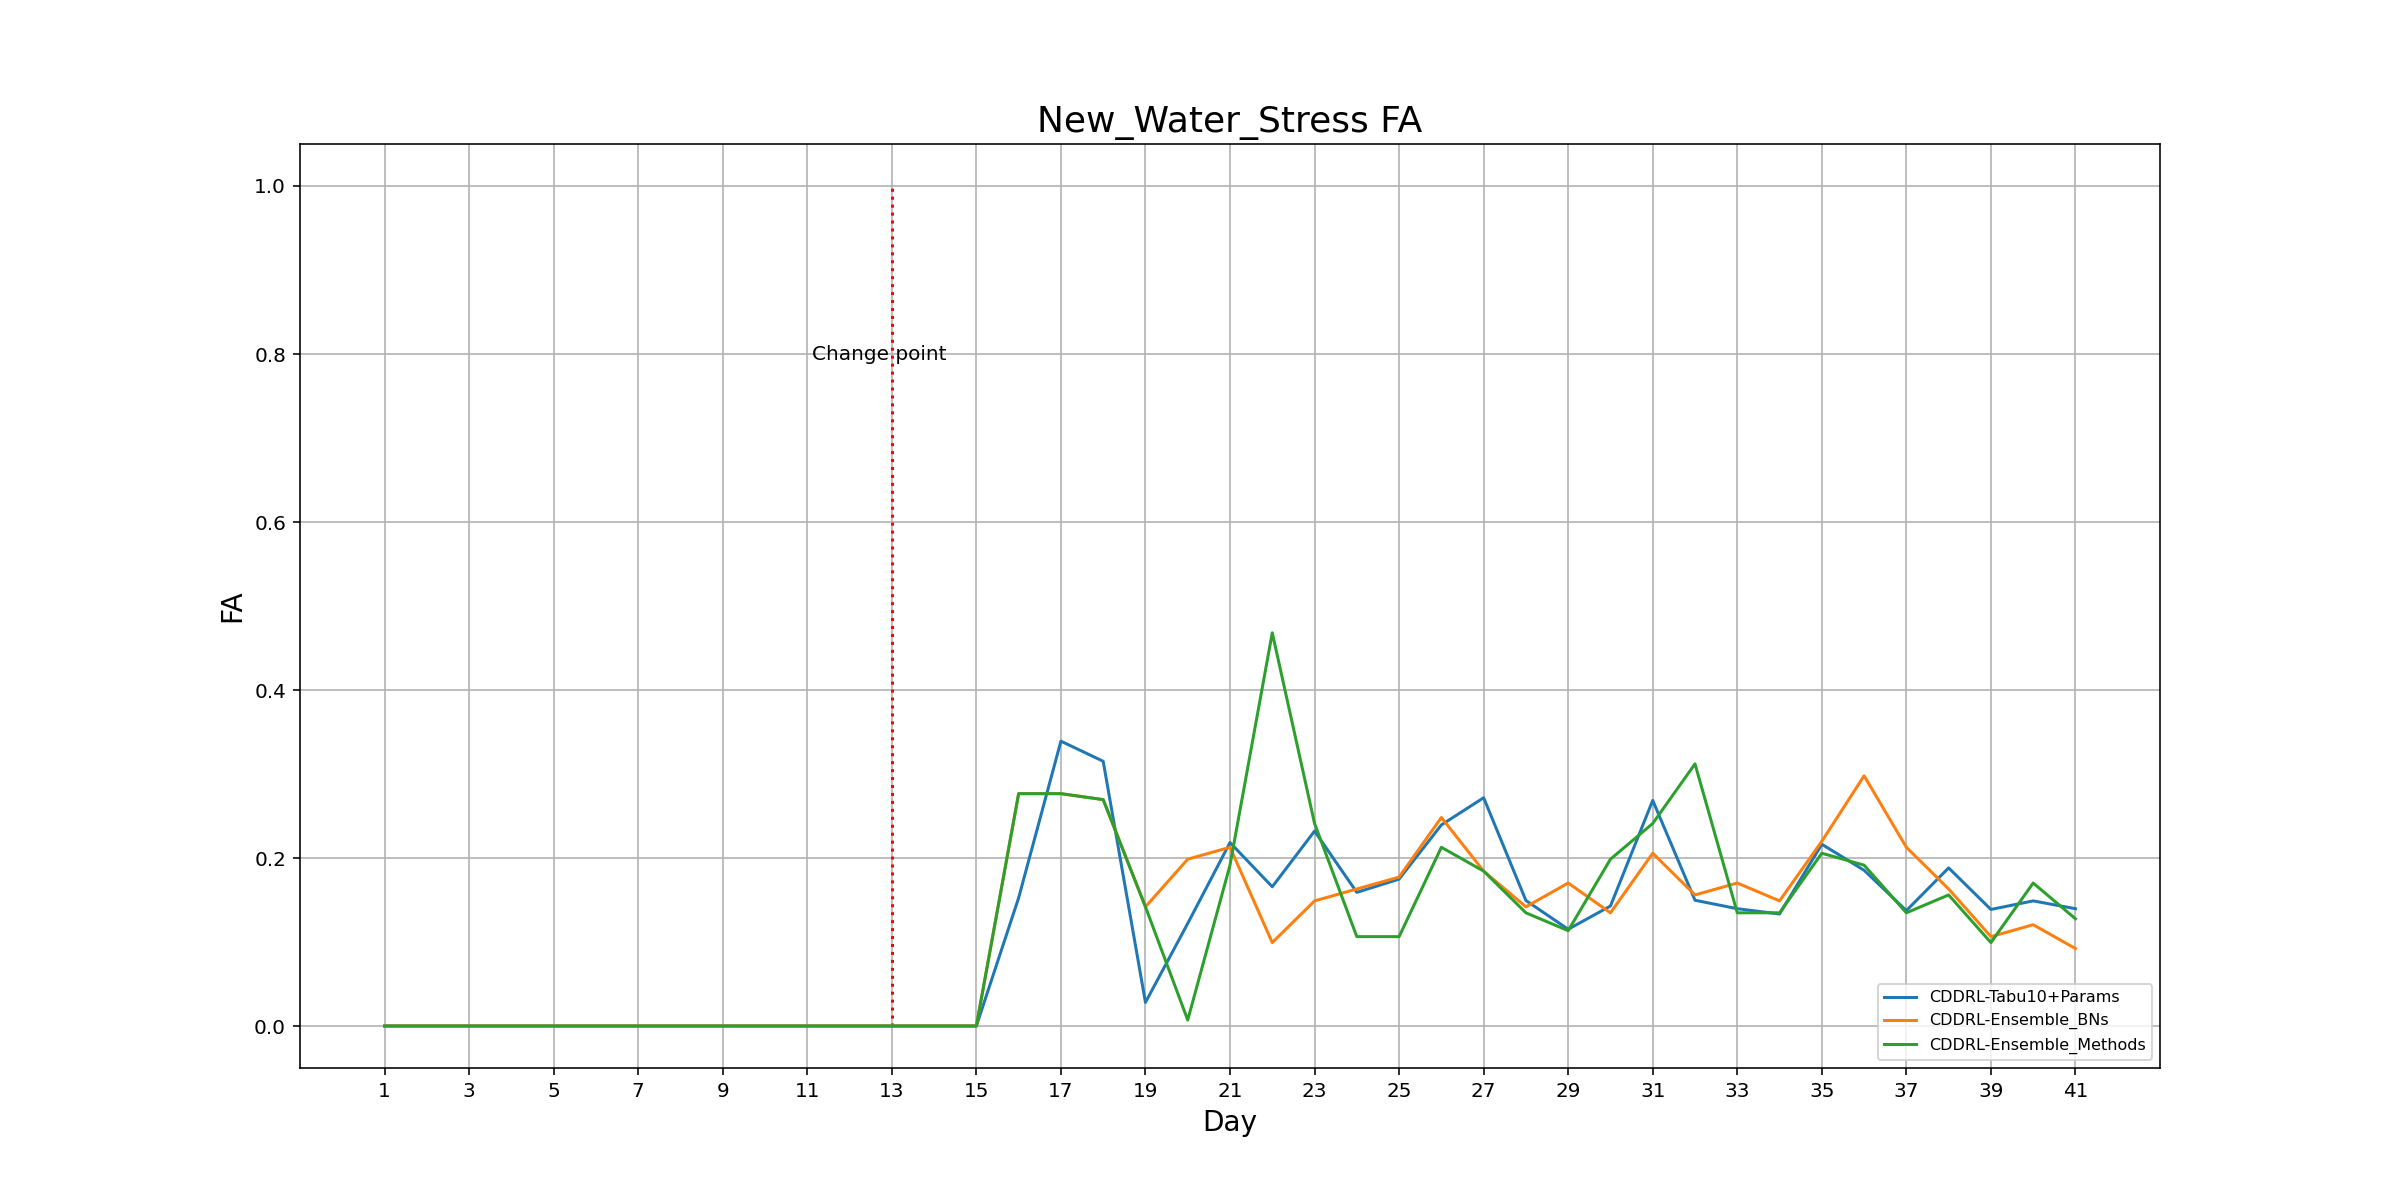 New_Water_Stress FA
1.0
0.8
0.6
0.4
0.2
0.0
FA
Change point
CDDRL-Tabu10+Params
CDDRL-Ensemble_BNs
CDDRL-Ensemble_Methods
1 3 5 7 9 11 13 15 17 19 21 23 25 27 29 31 33 35 37 39 41
Day